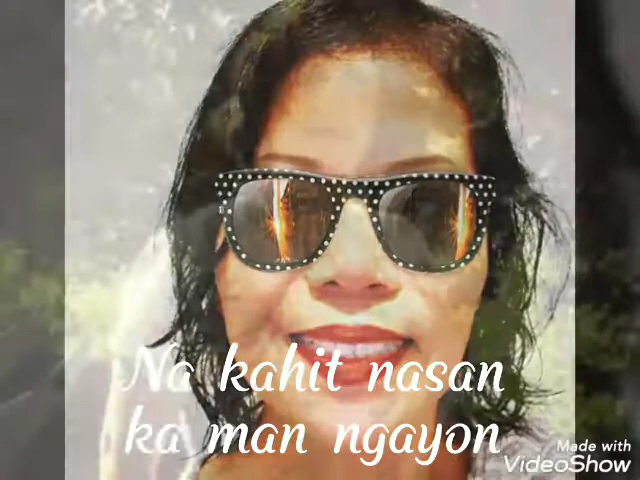 Na kahit nasan
ka man ngayon
Made with
VideoShow